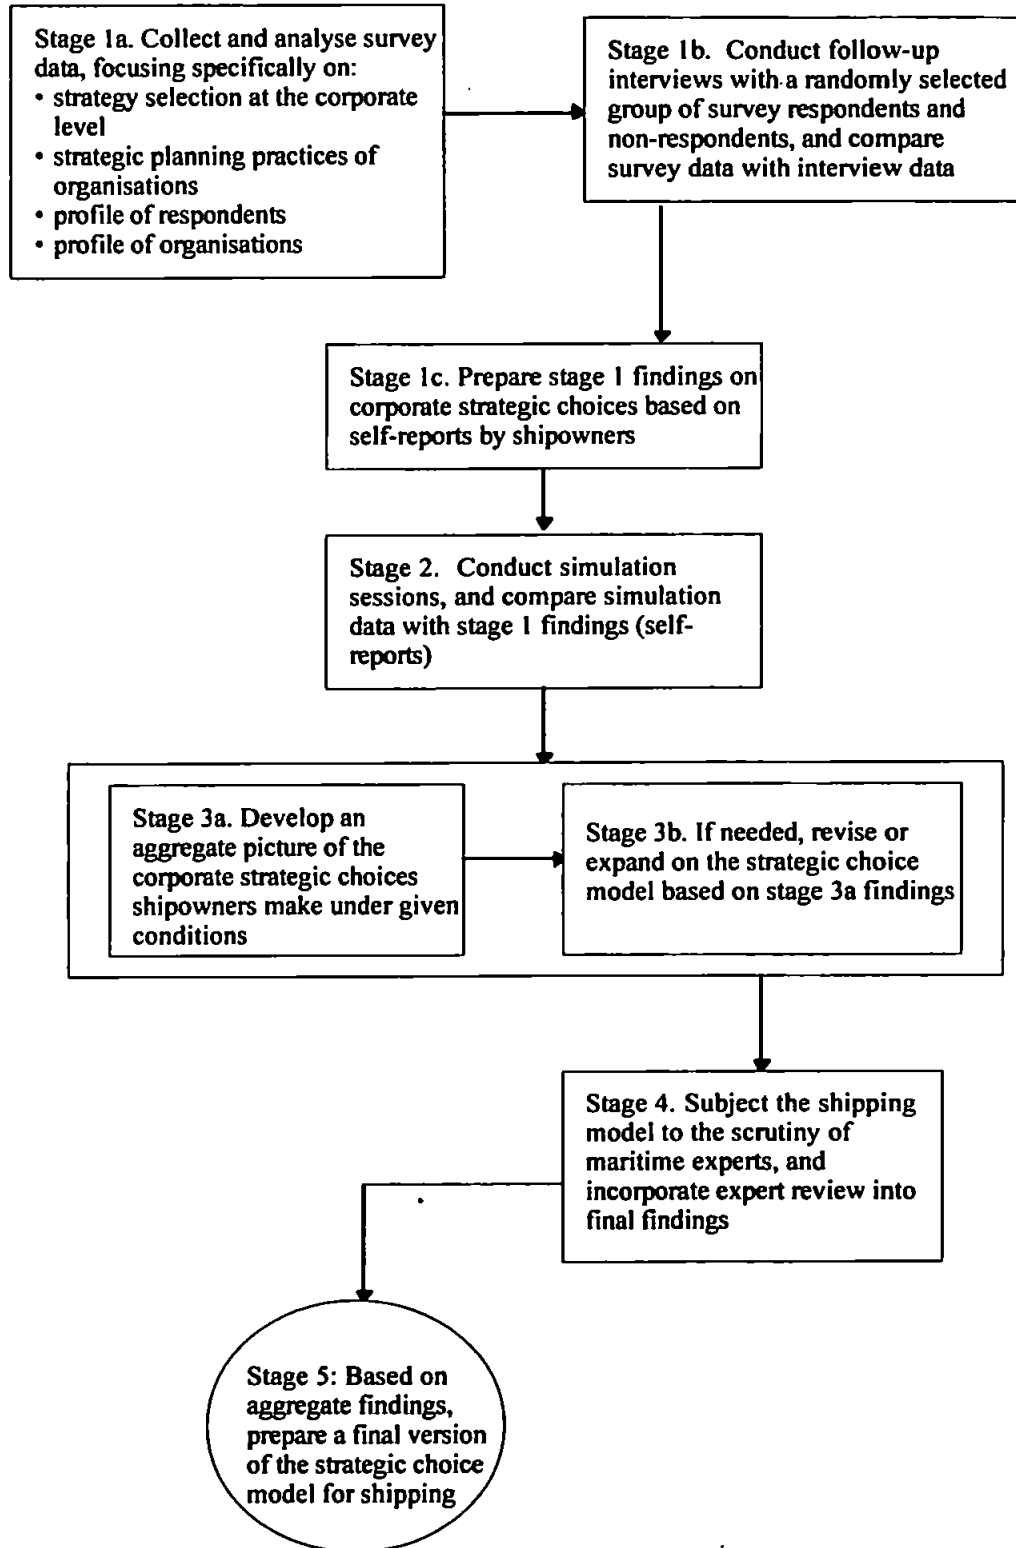 Stage 1a. Collect and analyse survey
data, focusing specifically on:
• strategy selection at the corporate
level
• strategic planning practices of
organisations
• profile of respondents
• profile of organisations
Stage 1b. Conduct follow-up
interviews with a randomly selected
group of survey respondents and
non-respondents, and compare
survey data with interview data
Stage 1c. Prepare stage 1 findings on
corporate strategic choices based on
self-reports by shipowners
Stage 2. Conduct simulation
sessions, and compare simulation
data with stage 1 findings (self-
reports)
Stage 3a. Develop an
aggregate picture of the
corporate strategic choices
shipowners make under given
conditions
Stage 3b. If needed, revise or
expand on the strategic choice
model based on stage 3a findings
Stage 4. Subject the shipping
model to the scrutiny of
maritime experts, and
incorporate expert review into
final findings
Stage 5: Based on
aggregate findings,
prepare a final version
of the strategic choice
model for shipping